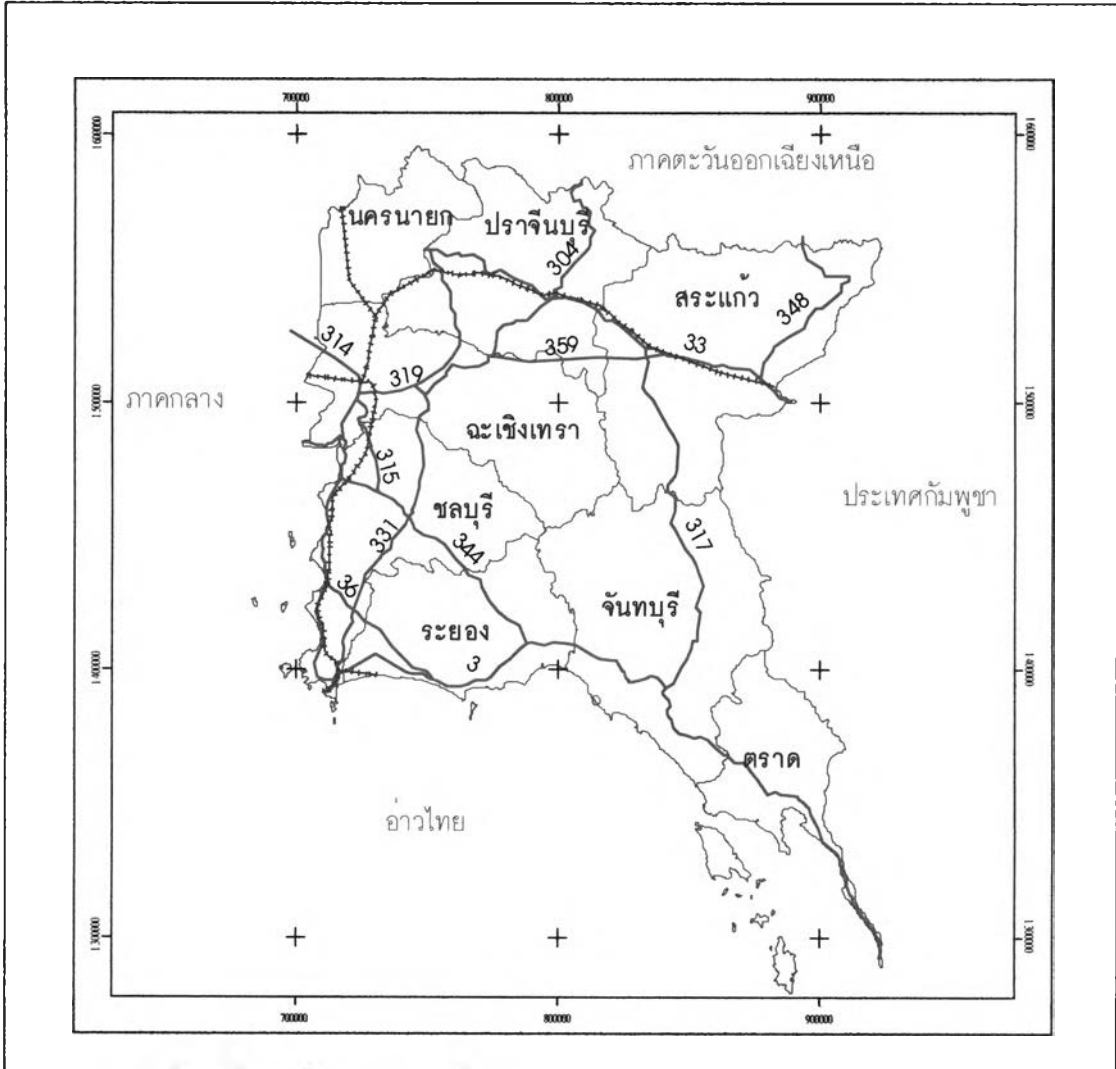 700000 800000 900000
1600000 1600000
ภาคตะวันออกเฉียงเหนือ
นครนายก
ปราจีนบุรี
304
สระแก้ว
348
314
359
33
319
ภาคกลาง
1500000 1500000
ฉะเชิงเทรา
315
ประเทศกัมพูชา
ชลบุรี
331
344
317
36
จันทบุรี
ระยอง
3
1400000 1400000
ตราด
อ่าวไทย
1300000 1300000
700000 800000 900000